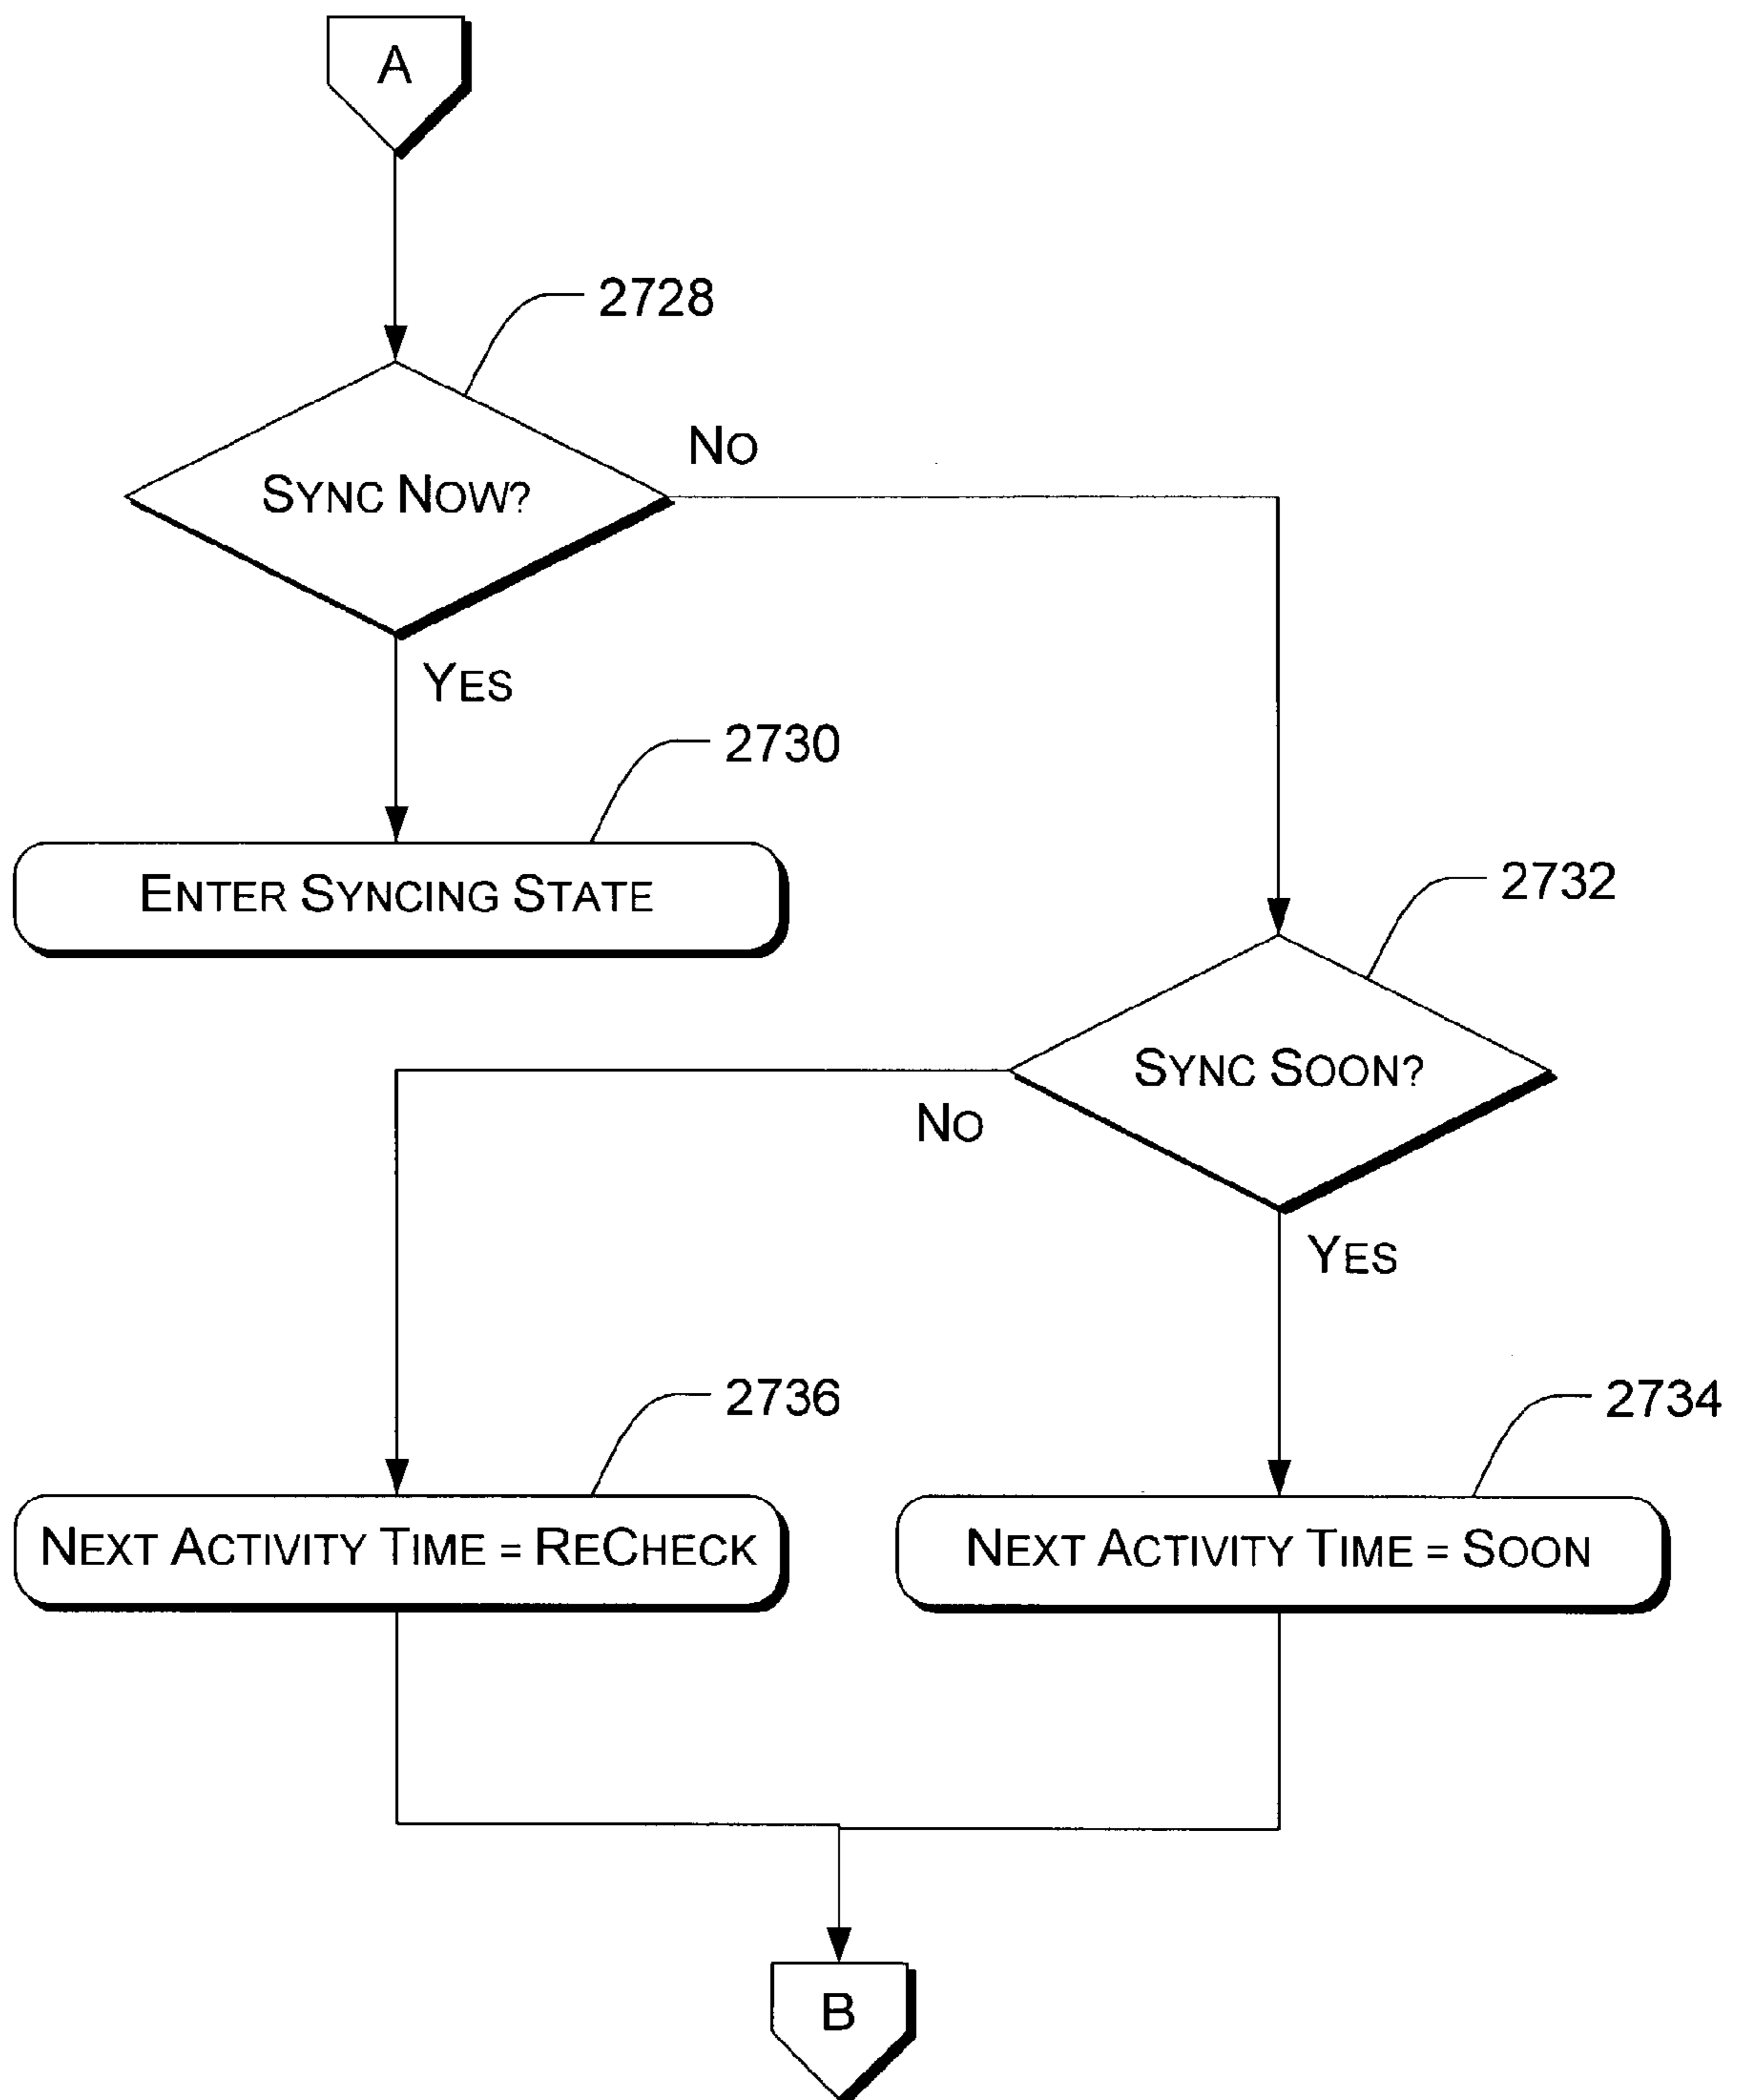 A
2728
NO
SYNC NOW?
YES
2730
ENTER SYNCING STATE
2732
SYNC SOON?
NO
YES
2736
2734
NEXT ACTIVITY TIME = RECHECK
NEXT ACTIVITY TIME = SOON
B